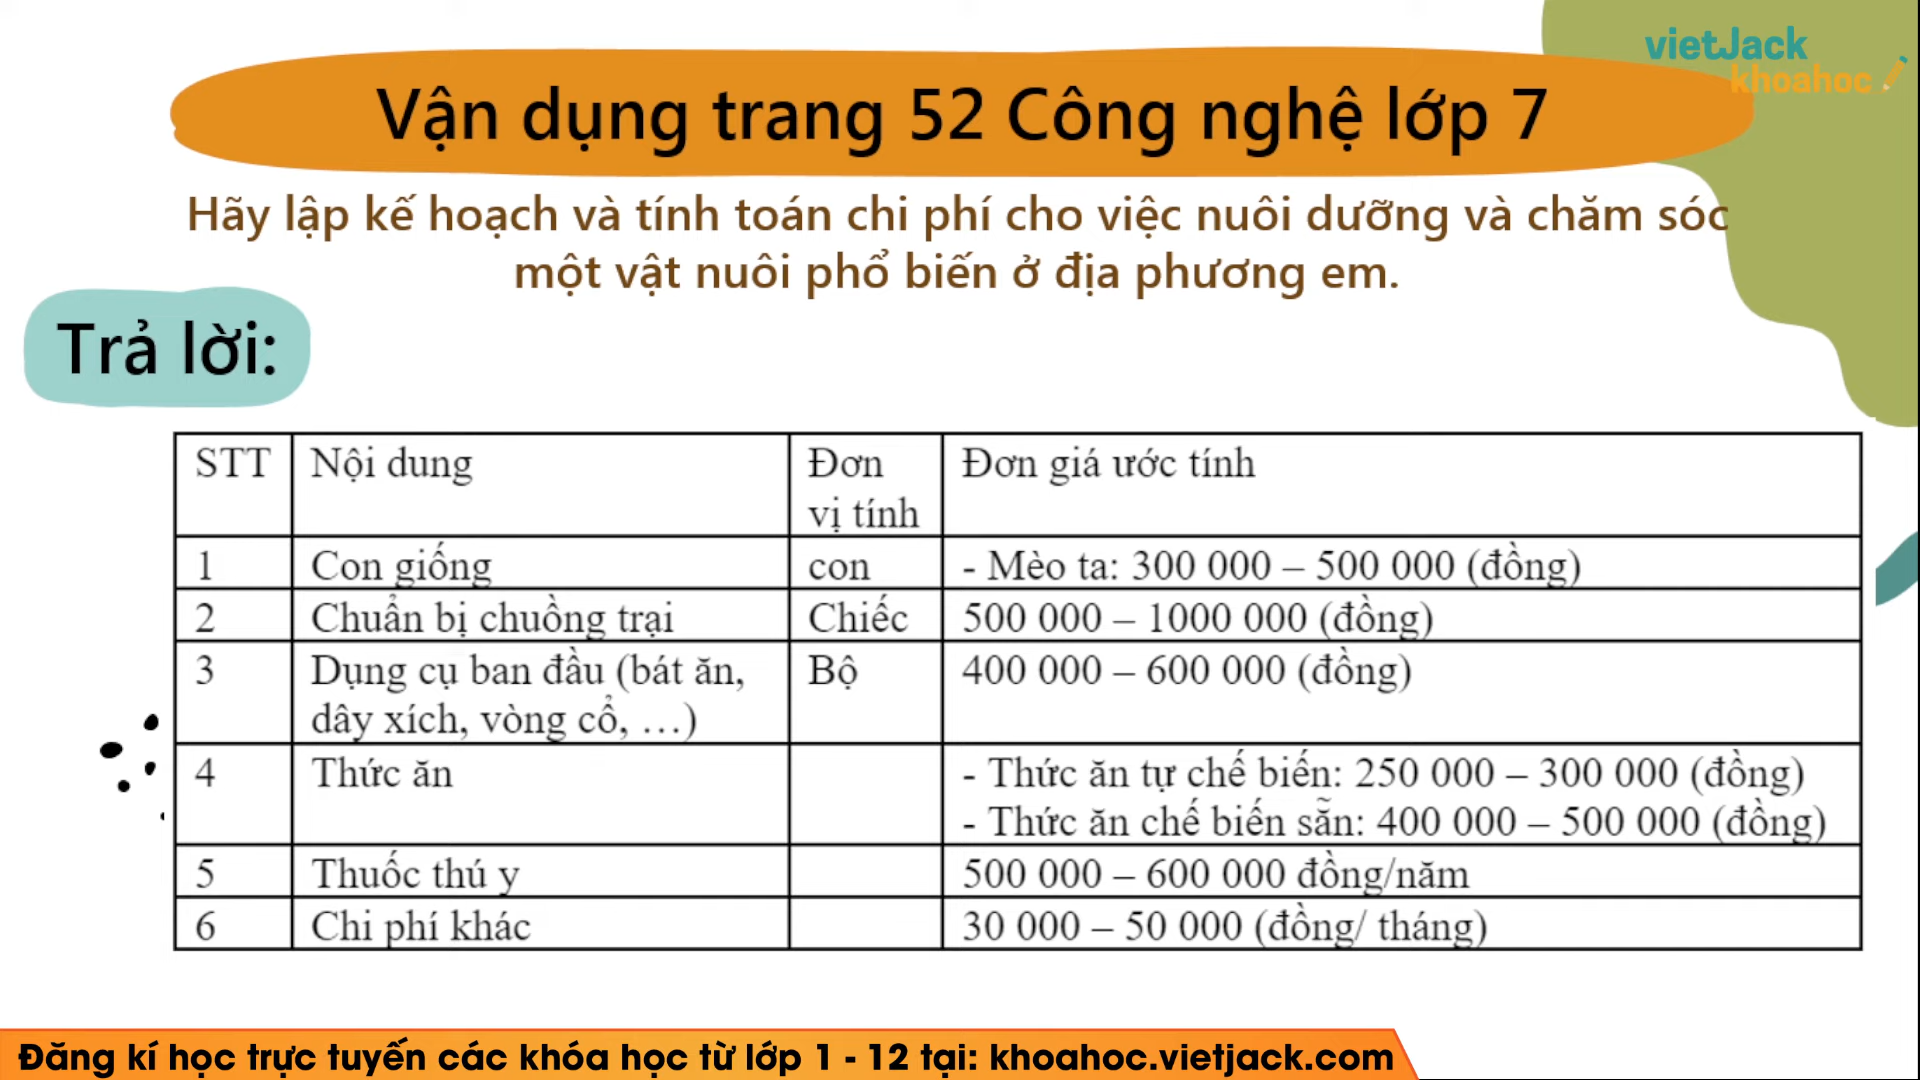 vietJack
khoahoc
Vận dụng trang 52 Công nghệ lớp 7
Hãy lập kế hoạch và tính toán chi phí cho việc nuôi dưỡng và chăm sóc
một vật nuôi phổ biến ở địa phương em.
Trả lời:
STT Nội dung Đơn vị tính Đơn giá ước tính
1 Con giống con - Mèo ta: 300 000 – 500 000 (đồng)
2 Chuẩn bị chuồng trại Chiếc 500 000 – 1000 000 (đồng)
3 Dụng cụ ban đầu (bát ăn, Bộ 400 000 – 600 000 (đồng)
dây xích, vòng cổ, …)
4 Thức ăn - Thức ăn tự chế biến: 250 000 – 300 000 (đồng)
- Thức ăn chế biến sẵn: 400 000 – 500 000 (đồng)
5 Thuốc thú y 500 000 – 600 000 đồng/năm
6 Chi phí khác 30 000 – 50 000 (đồng/ tháng)
Đăng kí học trực tuyến các khóa học từ lớp 1 - 12 tại: khoahoc.vietjack.com